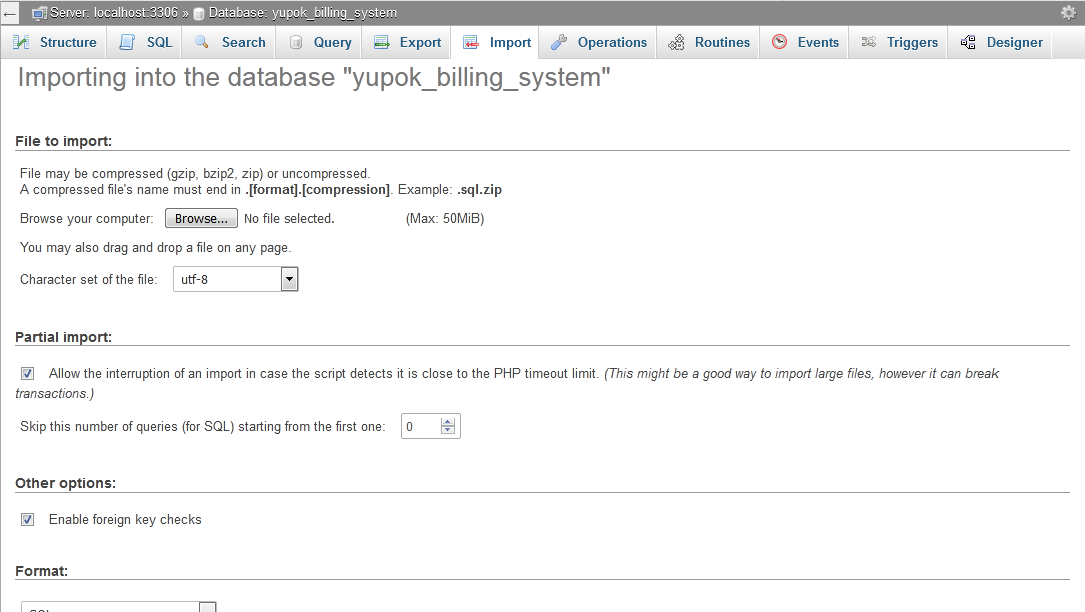 Server: localhost:3306 » Database: yupok_billing_system
Structure SQL Search Query Export Import Operations Routines Events Triggers Designer
Importing into the database "yupok_billing_system"
File to import:
File may be compressed (gzip, bzip2, zip) or uncompressed.
A compressed file's name must end in .[format].[compression]. Example: .sql.zip
Browse your computer: Browse... No file selected. (Max: 50MiB)
You may also drag and drop a file on any page.
Character set of the file: utf-8
Partial import:
Allow the interruption of an import in case the script detects it is close to the PHP timeout limit. (This might be a good way to import large files, however it can break
transactions.)
Skip this number of queries (for SQL) starting from the first one: 0
Other options:
Enable foreign key checks
Format: